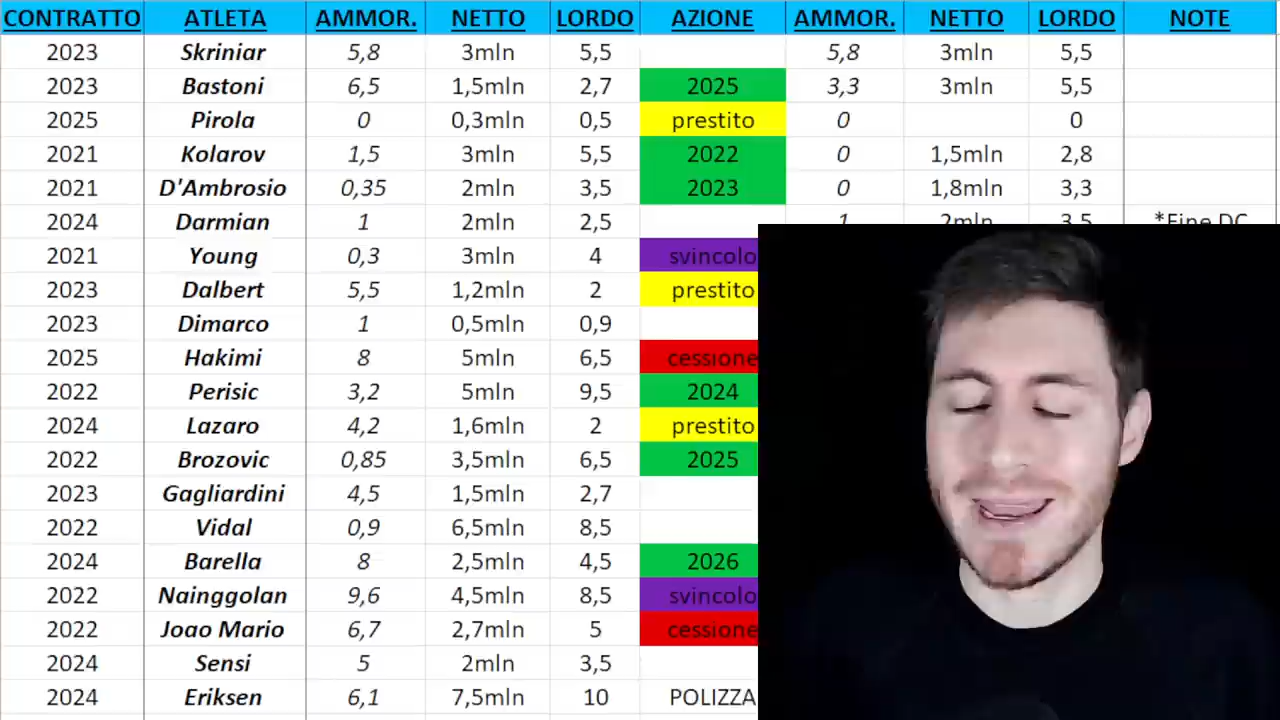 CONTRATTO ATLETA AMMOR. NETTO LORDO AZIONE AMMOR. NETTO LORDO NOTE
2023 Skriniar 5,8 3mln 5,5 5,8 3mln 5,5
2023 Bastoni 6,5 1,5mln 2,7 2025 3,3 3mln 5,5
2025 Pirola 0 0,3mln 0,5 prestito 0 0
2021 Kolarov 1,5 3mln 5,5 2022 0 1,5mln 2,8
2021 D'Ambrosio 0,35 2mln 3,5 2023 0 1,8mln 3,3
2024 Darmian 1 2mln 2,5 1 2mln 3,5 *Fine DC
2021 Young 0,3 3mln 4 svincolo
2023 Dalbert 5,5 1,2mln 2 prestito
2023 Dimarco 1 0,5mln 0,9
2025 Hakimi 8 5mln 6,5 cessione
2022 Perisic 3,2 5mln 9,5 2024
2024 Lazaro 4,2 1,6mln 2 prestito
2022 Brozovic 0,85 3,5mln 6,5 2025
2023 Gagliardini 4,5 1,5mln 2,7
2022 Vidal 0,9 6,5mln 8,5
2024 Barella 8 2,5mln 4,5 2026
2022 Nainggolan 9,6 4,5mln 8,5 svincolo
2022 Joao Mario 6,7 2,7mln 5 cessione
2024 Sensi 5 2mln 3,5
2024 Eriksen 6,1 7,5mln 10 POLIZZA